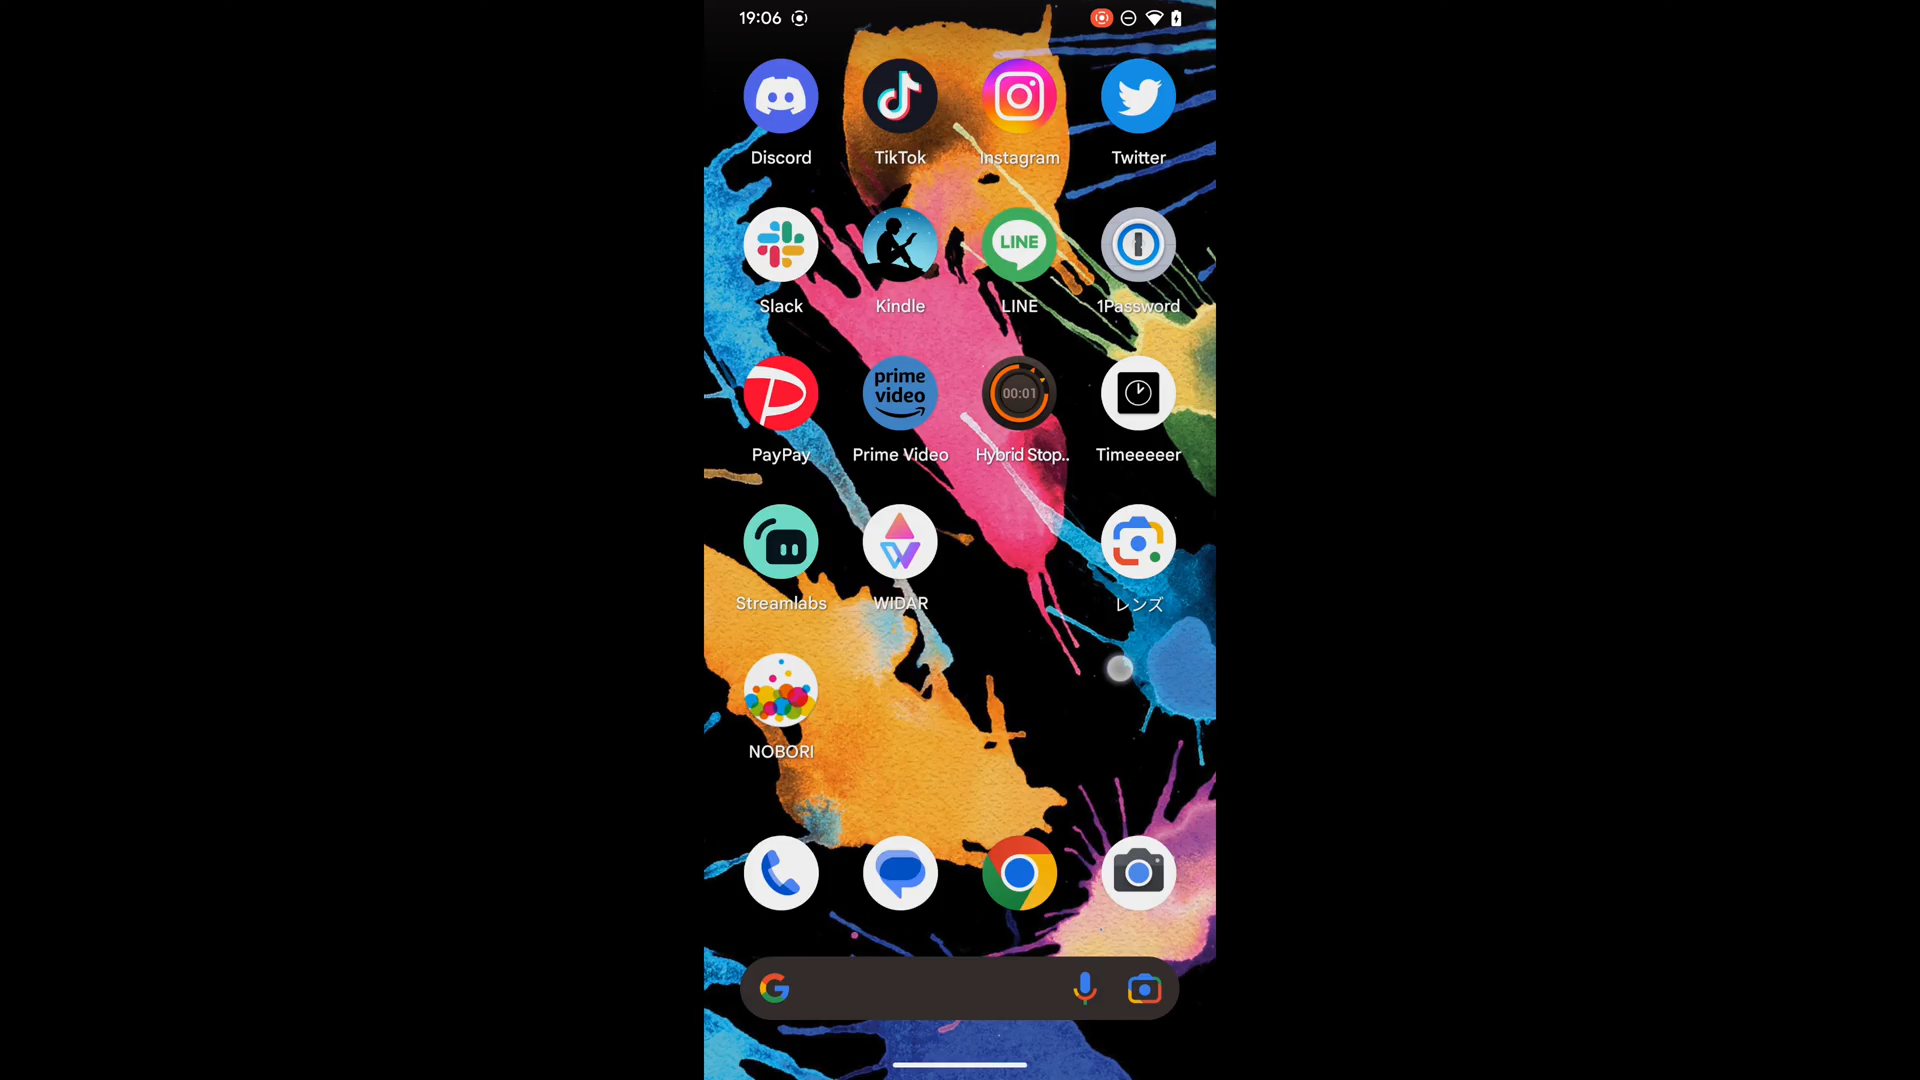 19:06
Discord
TikTok
Instagram
Twitter
LINE
Slack
Kindle
LINE
1Password
prime
video
00:01
PayPay
Prime Video
Hybrid Stop..
Timeeeeer
Streamlabs
WIDAR
レンズ
NOBORI